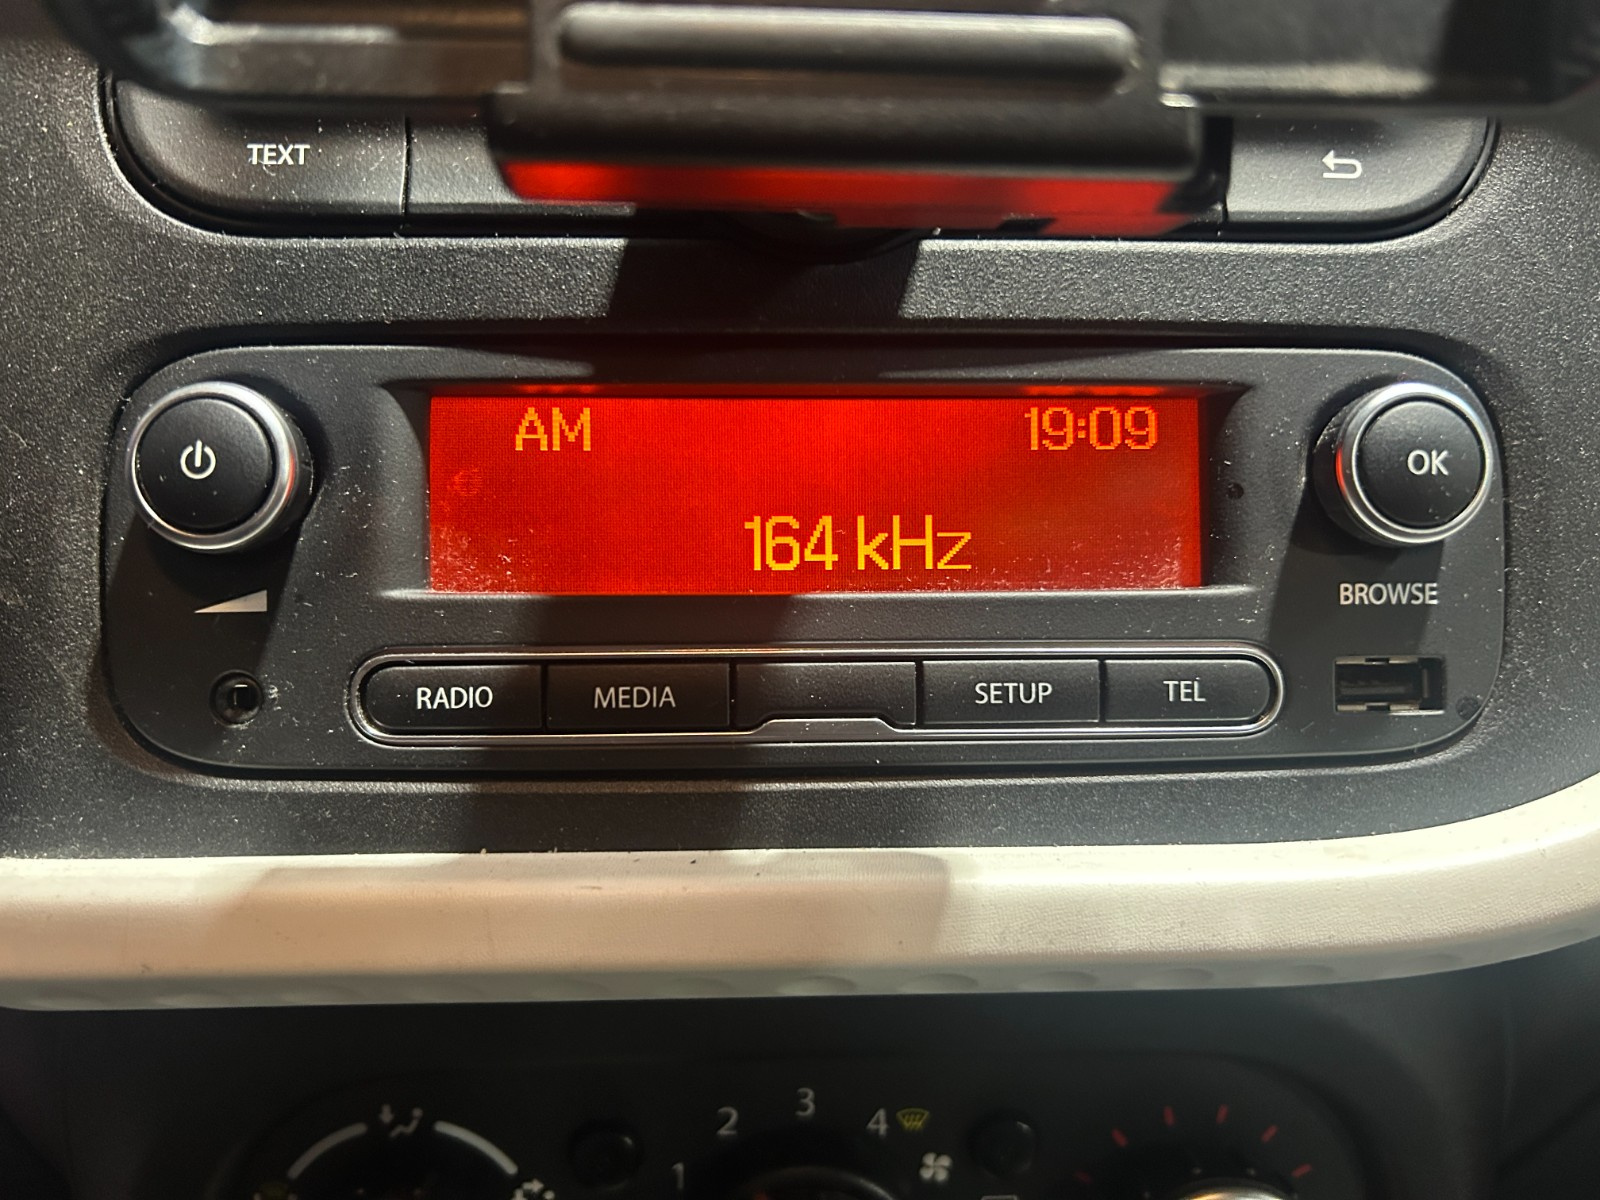 TEXT
AM 19:09
164 kHz
OK
BROWSE
RADIO MEDIA SETUP TEL
1 2 3 4